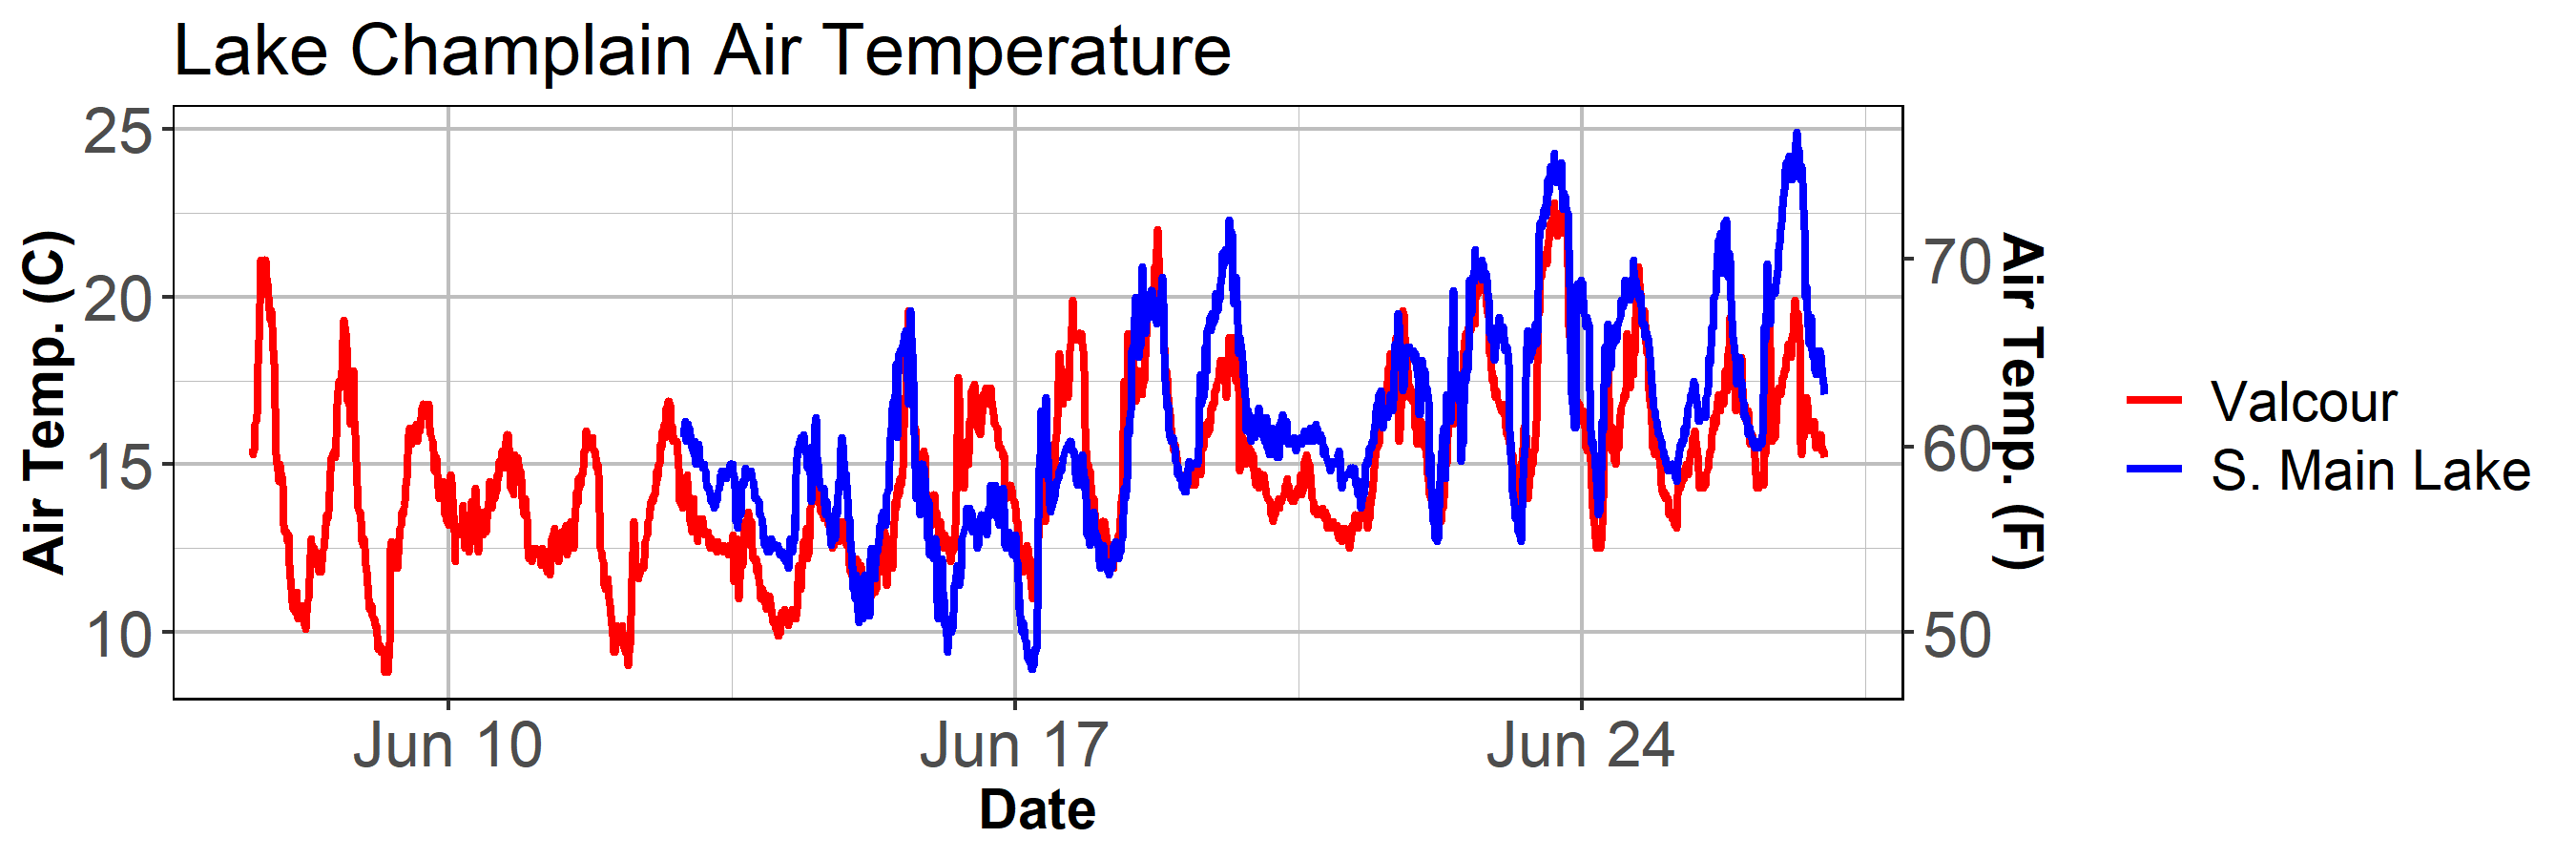 Lake Champlain Air Temperature
Air Temp. (C)
25
20
15
10
Jun 10
Jun 17
Jun 24
Date
70
60
50
Air Temp. (F)
Valcour
S. Main Lake